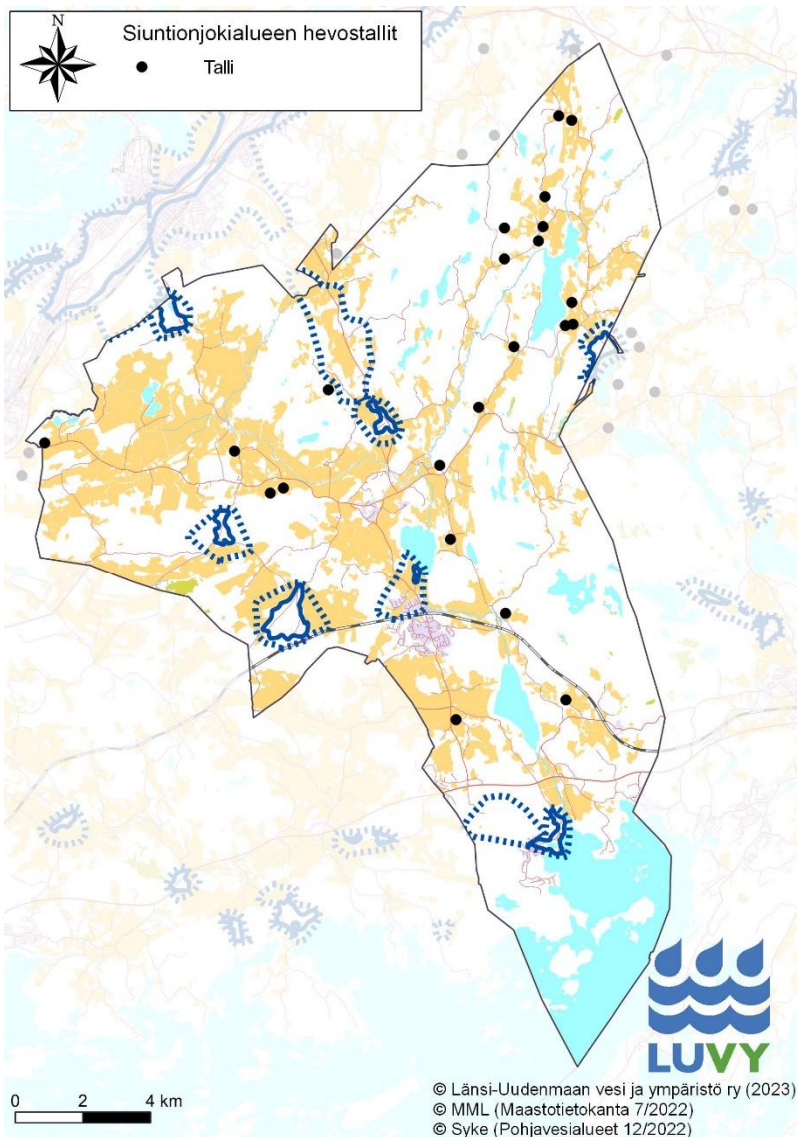 N
Siuntionjokialueen hevostallit
Talli
LUVY
0 2 4 km
© Länsi-Uudenmaan vesi ja ympäristö ry (2023)
© MML (Maastotietokanta 7/2022)
© Syke (Pohjavesialueet 12/2022)